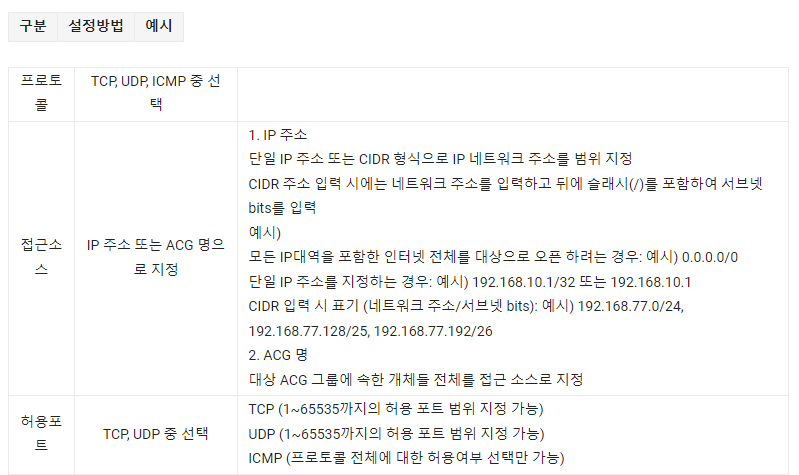 구분 설정방법 예시
프로토
콜
TCP, UDP, ICMP 중 선
택
접근소
스
IP 주소 또는 ACG 명으
로 지정
1. IP 주소
단일 IP 주소 또는 CIDR 형식으로 IP 네트워크 주소를 범위 지정
CIDR 주소 입력 시에는 네트워크 주소를 입력하고 뒤에 슬래시(/)를 포함하여 서브넷
bits를 입력
예시)
모든 IP대역을 포함한 인터넷 전체를 대상으로 오픈 하려는 경우: 예시) 0.0.0.0/0
단일 IP 주소를 지정하는 경우: 예시) 192.168.10.1/32 또는 192.168.10.1
CIDR 입력 시 표기 (네트워크 주소/서브넷 bits): 예시) 192.168.77.0/24,
192.168.77.128/25, 192.168.77.192/26
2. ACG 명
대상 ACG 그룹에 속한 개체들 전체를 접근 소스로 지정
허용포
트
TCP, UDP 중 선택
TCP (1~65535까지의 허용 포트 범위 지정 가능)
UDP (1~65535까지의 허용 포트 범위 지정 가능)
ICMP (프로토콜 전체에 대한 허용여부 선택만 가능)